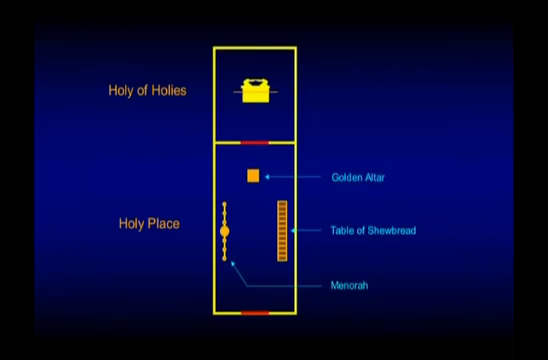 Holy of Holies
Golden Altar
Holy Place
Table of Shewbread
Menorah